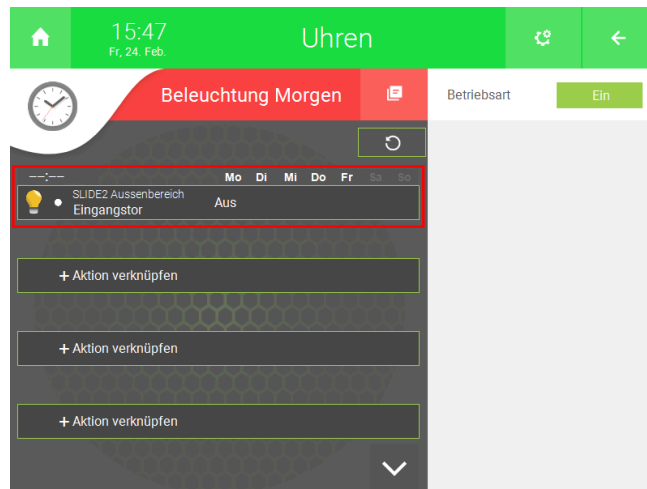 15:47
Fr, 24. Feb.
Uhren
Beleuchtung Morgen
Betriebsart
Ein
--:--
Mo Di Mi Do Fr Sa So
SLIDE2 Aussenbereich
Eingangstor
Aus
+ Aktion verknüpfen
+ Aktion verknüpfen
+ Aktion verknüpfen